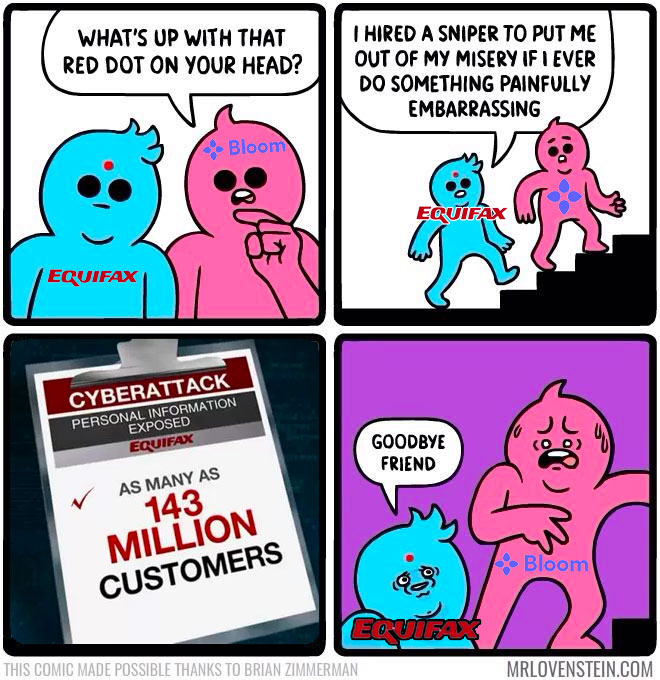 WHAT'S UP WITH THAT
RED DOT ON YOUR HEAD?
Bloom
EQUIFAX
I HIRED A SNIPER TO PUT ME
OUT OF MY MISERY IF I EVER
DO SOMETHING PAINFULLY
EMBARRASSING
EQUIFAX
CYBERATTACK
PERSONAL INFORMATION
EXPOSED
EQUIFAX
AS MANY AS
143
MILLION
CUSTOMERS
GOODBYE
FRIEND
Bloom
EQUIFAX
THIS COMIC MADE POSSIBLE THANKS TO BRIAN ZIMMERMAN
MRLOVENSTEIN.COM